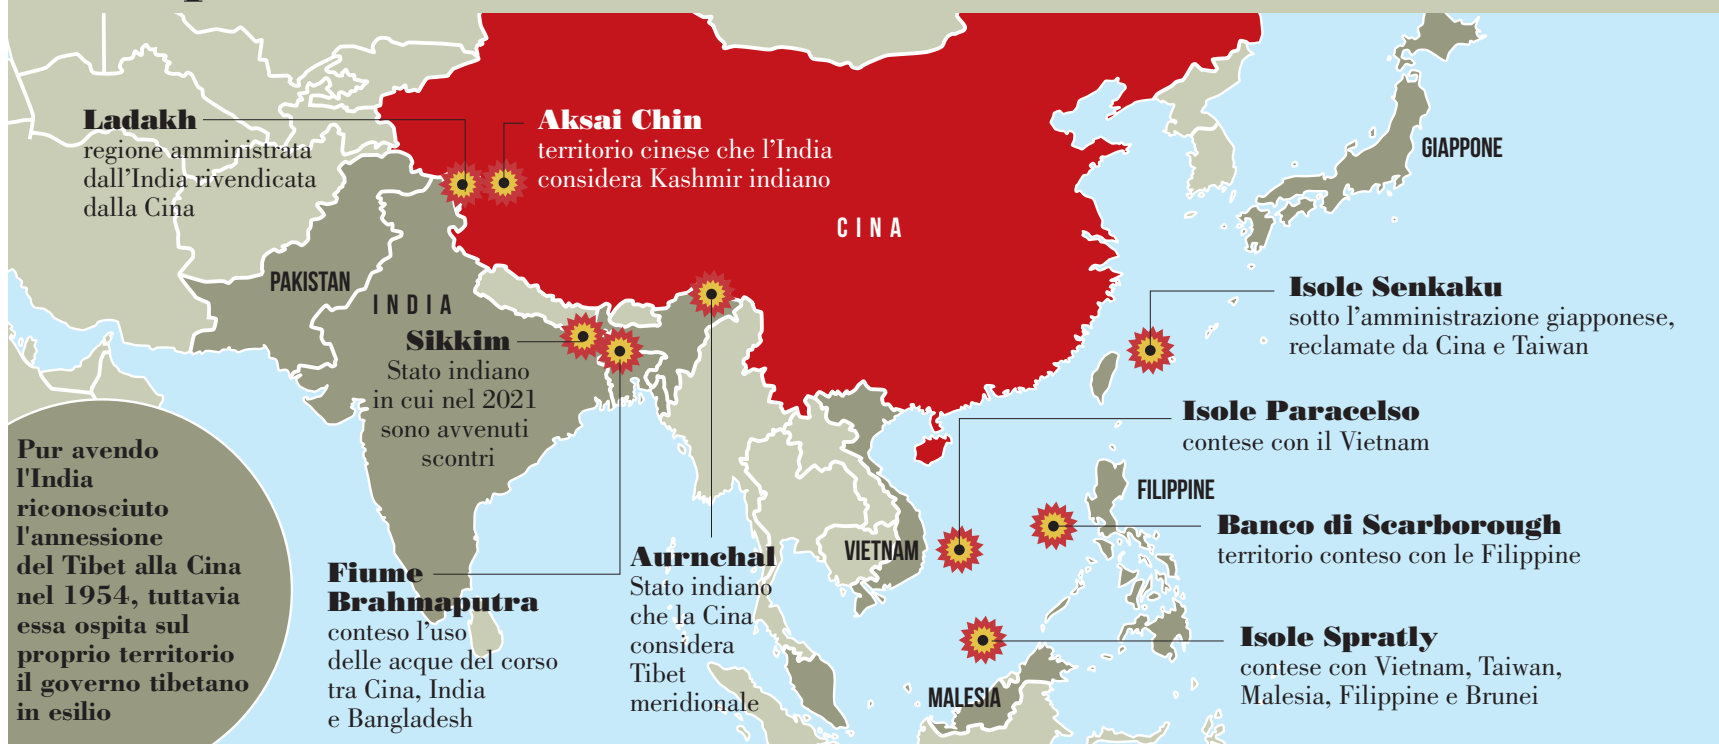 Ladakh
regione amministrata
dall'India rivendicata
dalla Cina
Aksai Chin
territorio cinese che l'India
considera Kashmir indiano
CINA
GIAPPONE
PAKISTAN
INDIA
Sikkim
Stato indiano
in cui nel 2021
sono avvenuti
scontri
Isole Senkaku
sotto l'amministrazione giapponese,
reclamate da Cina e Taiwan
Isole Paracelso
contese con il Vietnam
FILIPPINE
Banco di Scarborough
territorio conteso con le Filippine
VIETNAM
Isole Spratly
contese con Vietnam, Taiwan,
Malesia, Filippine e Brunei
MALESIA
Aurnchal
Stato indiano
che la Cina
considera
Tibet
meridionale
Fiume
Brahmaputra
conteso l'uso
delle acque del corso
tra Cina, India
e Bangladesh
Pur avendo
l'India
riconosciuto
l'annessione
del Tibet alla Cina
nel 1954, tuttavia
essa ospita sul
proprio territorio
il governo tibetano
in esilio